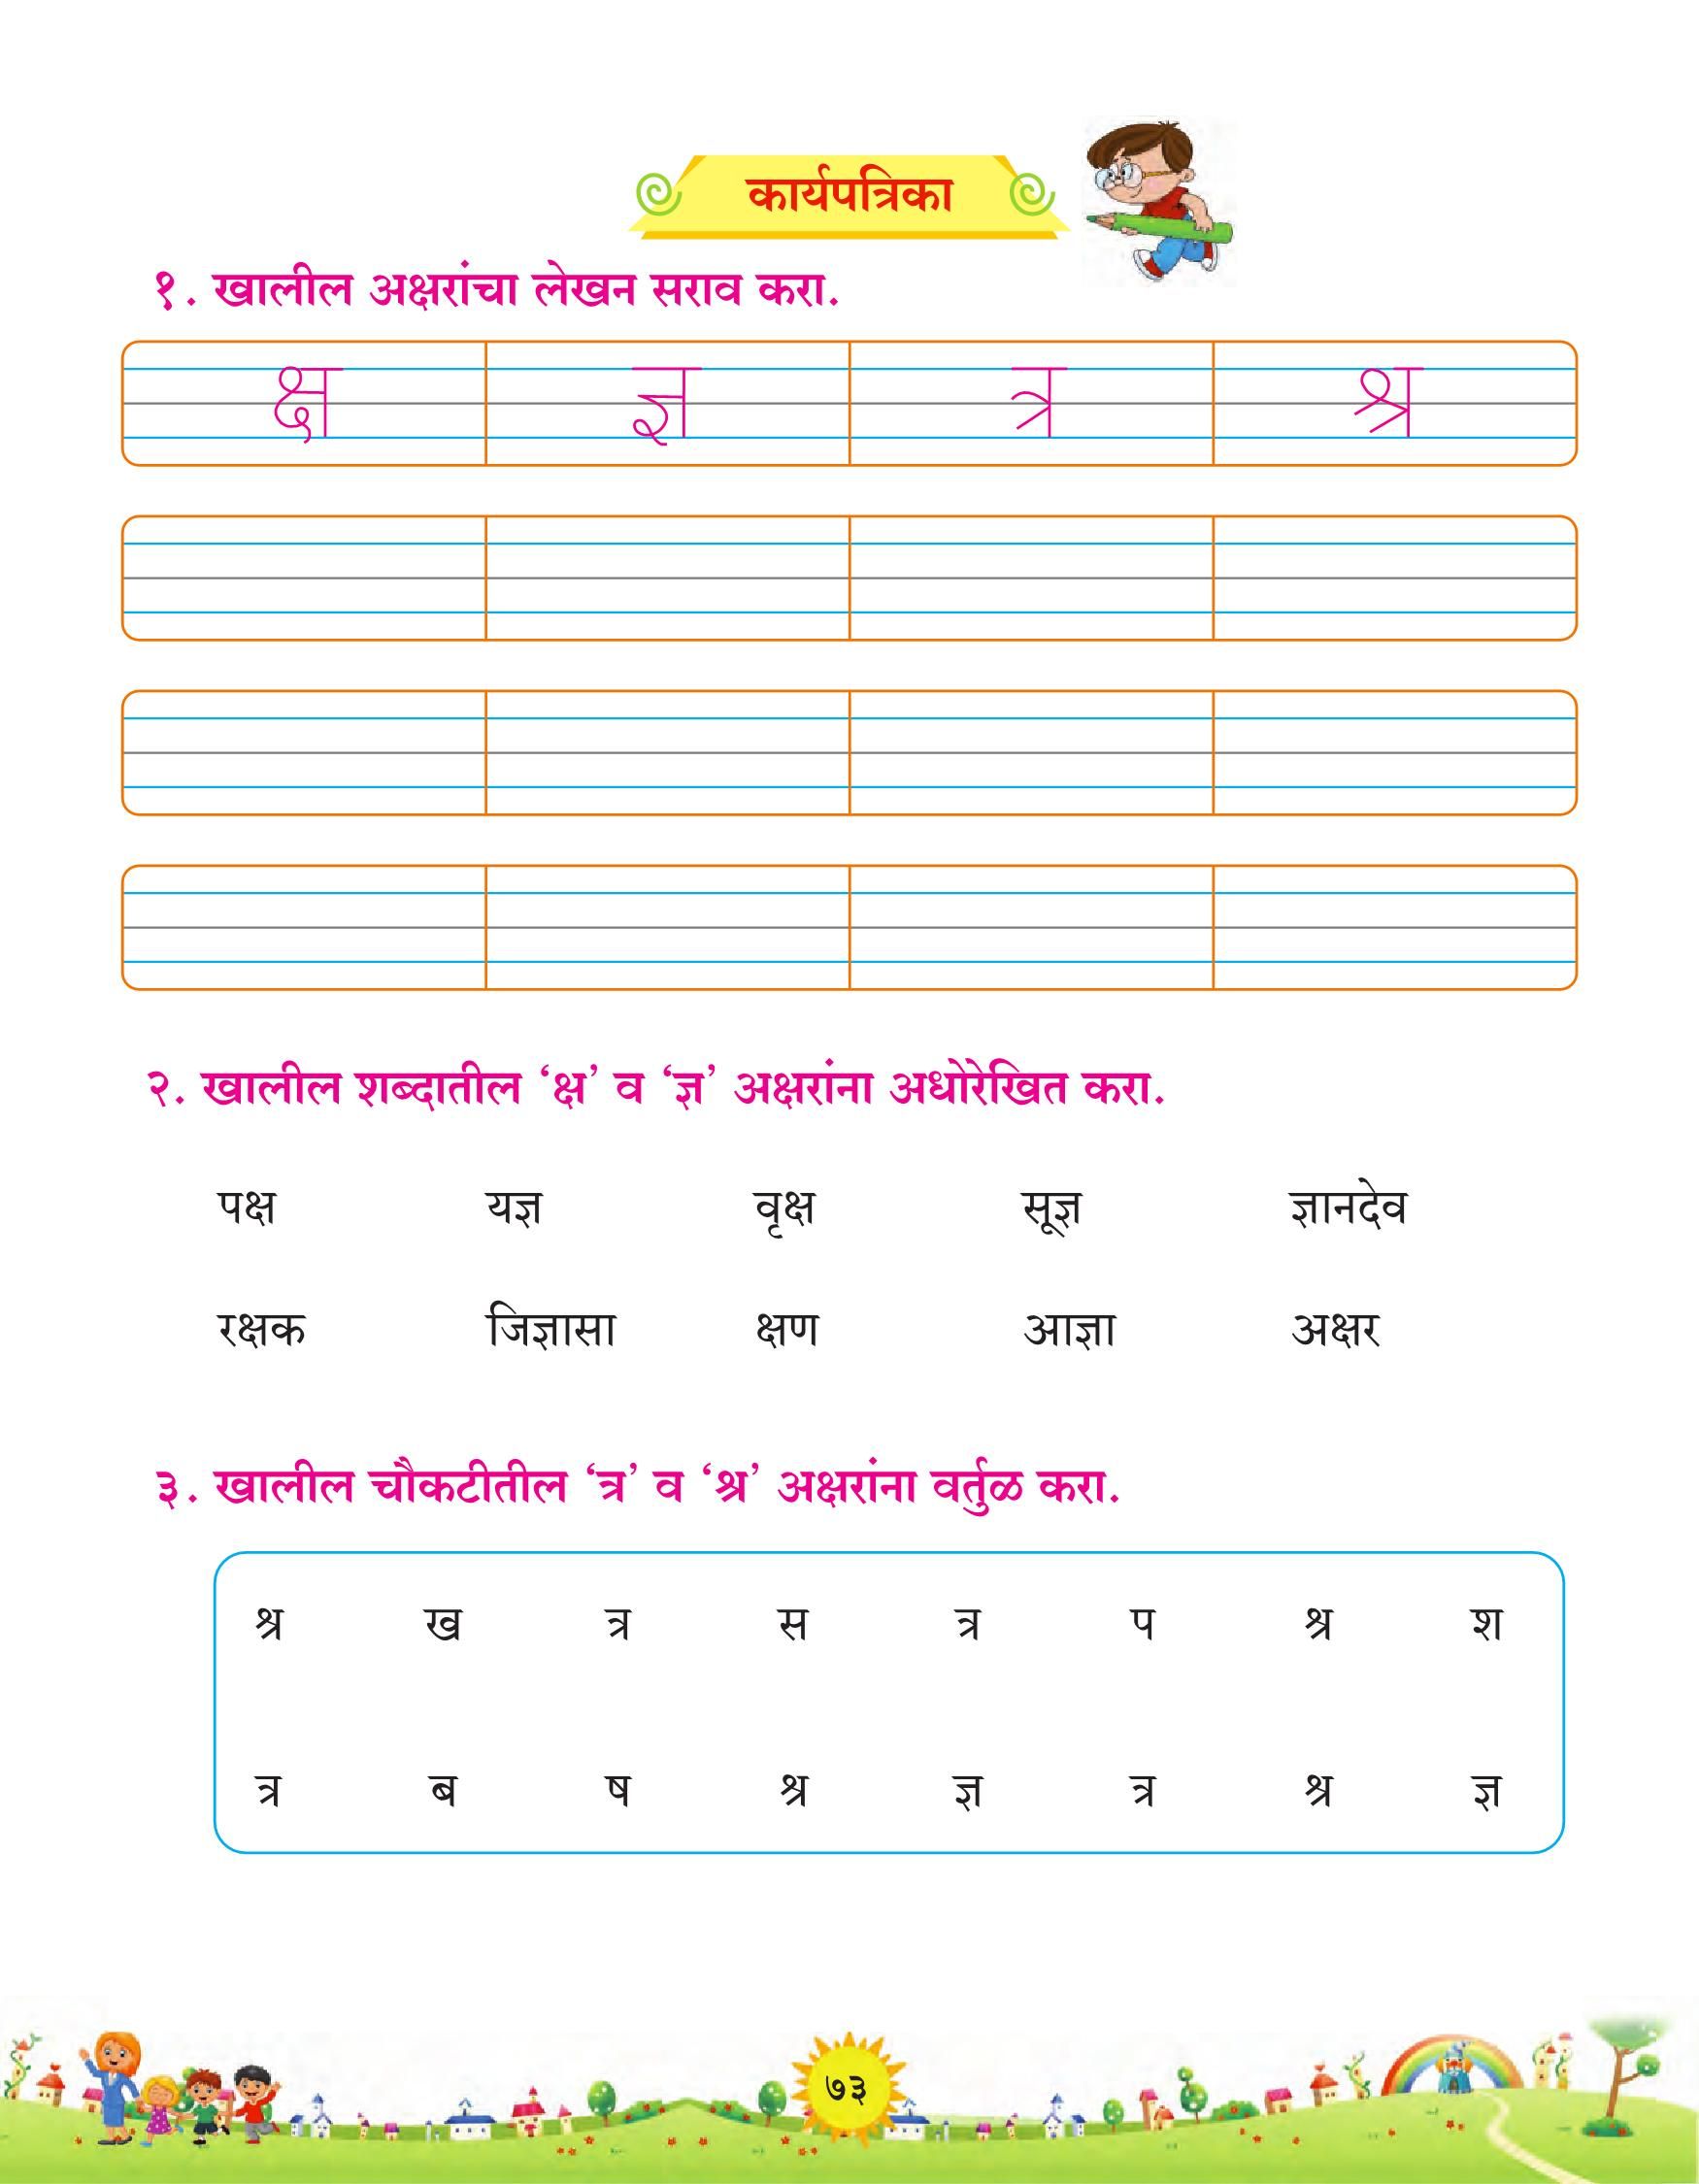 कार्यपत्रिका
१. खालील अक्षरांचा लेखन सराव करा.
क्ष ज्ञ त्र श्र
२. खालील शब्दातील ‘क्ष’ व ‘ज्ञ’ अक्षरांना अधोरेखित करा.
पक्ष यज्ञ वृक्ष सूज्ञ ज्ञानदेव
रक्षक जिज्ञासा क्षण आज्ञा अक्षर
३. खालील चौकटीतील ‘त्र’ व ‘श्र’ अक्षरांना वर्तुळ करा.
श्र ख त्र स त्र प श्र श
त्र ब ष श्र ज्ञ त्र श्र ज्ञ
७३